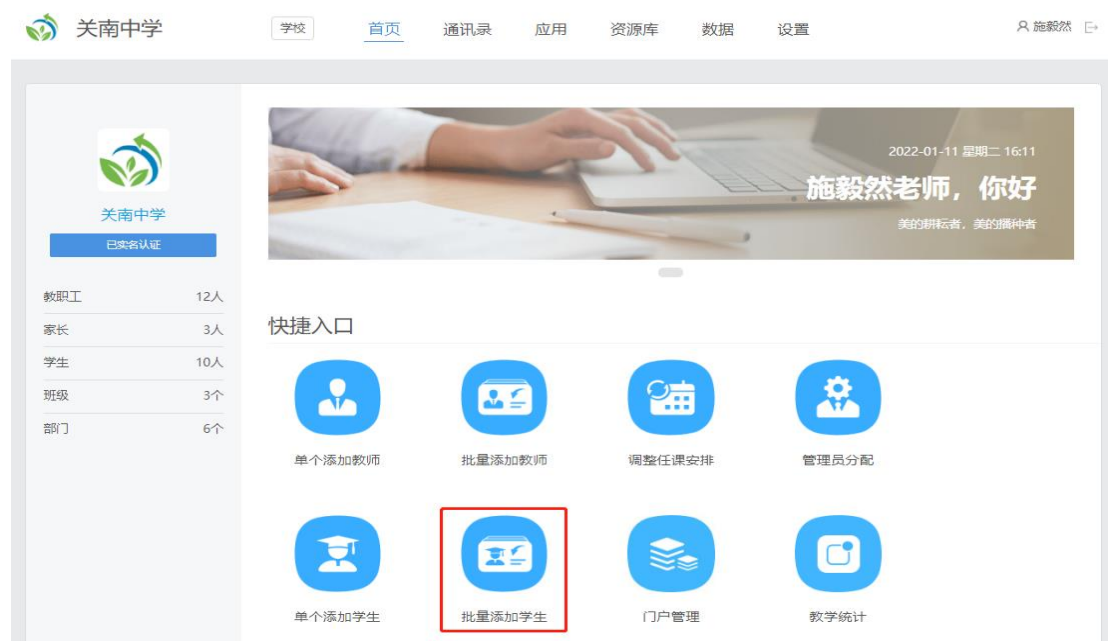 关南中学
学校 首页 通讯录 应用 资源库 数据 设置 施毅然
2022-01-11 星期二 16:11
施毅然老师，你好
美的耕耘者，美的播种者
关南中学
已实名认证
教职工 12人
家长 3人
学生 10人
班级 3个
部门 6个
快捷入口
单个添加教师 批量添加教师 调整任课安排 管理员分配
单个添加学生 批量添加学生 门户管理 教学统计